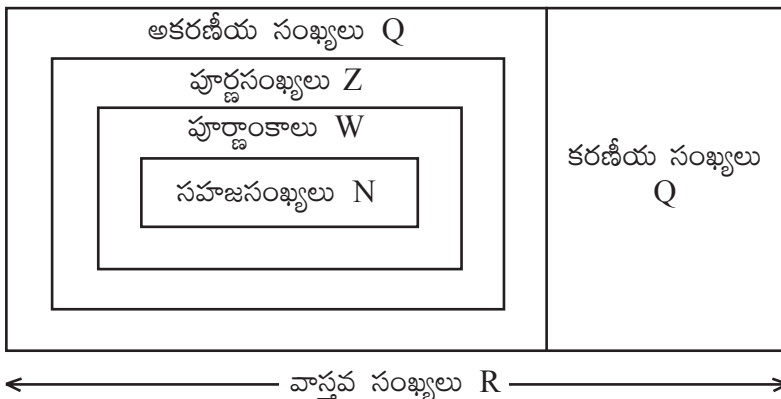 అకరణీయ సంఖ్యలు Q
పూర్ణసంఖ్యలు Z
పూర్ణాంకాలు W
సహజసంఖ్యలు N
కరణీయ సంఖ్యలు
Q
వాస్తవ సంఖ్యలు R